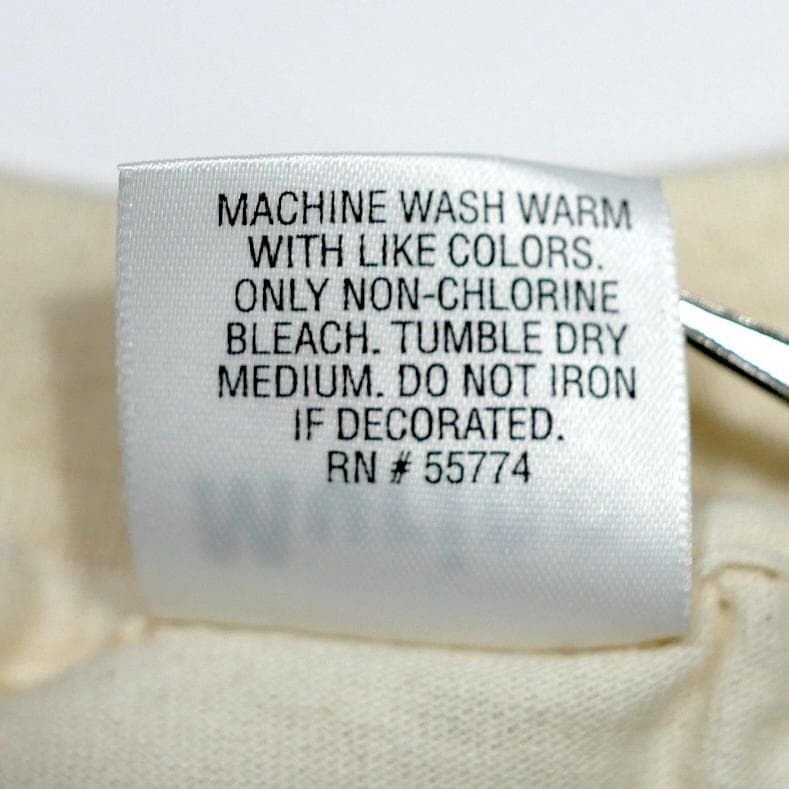 MACHINE WASH WARM
WITH LIKE COLORS.
ONLY NON-CHLORINE
BLEACH. TUMBLE DRY
MEDIUM. DO NOT IRON
IF DECORATED.
RN # 55774